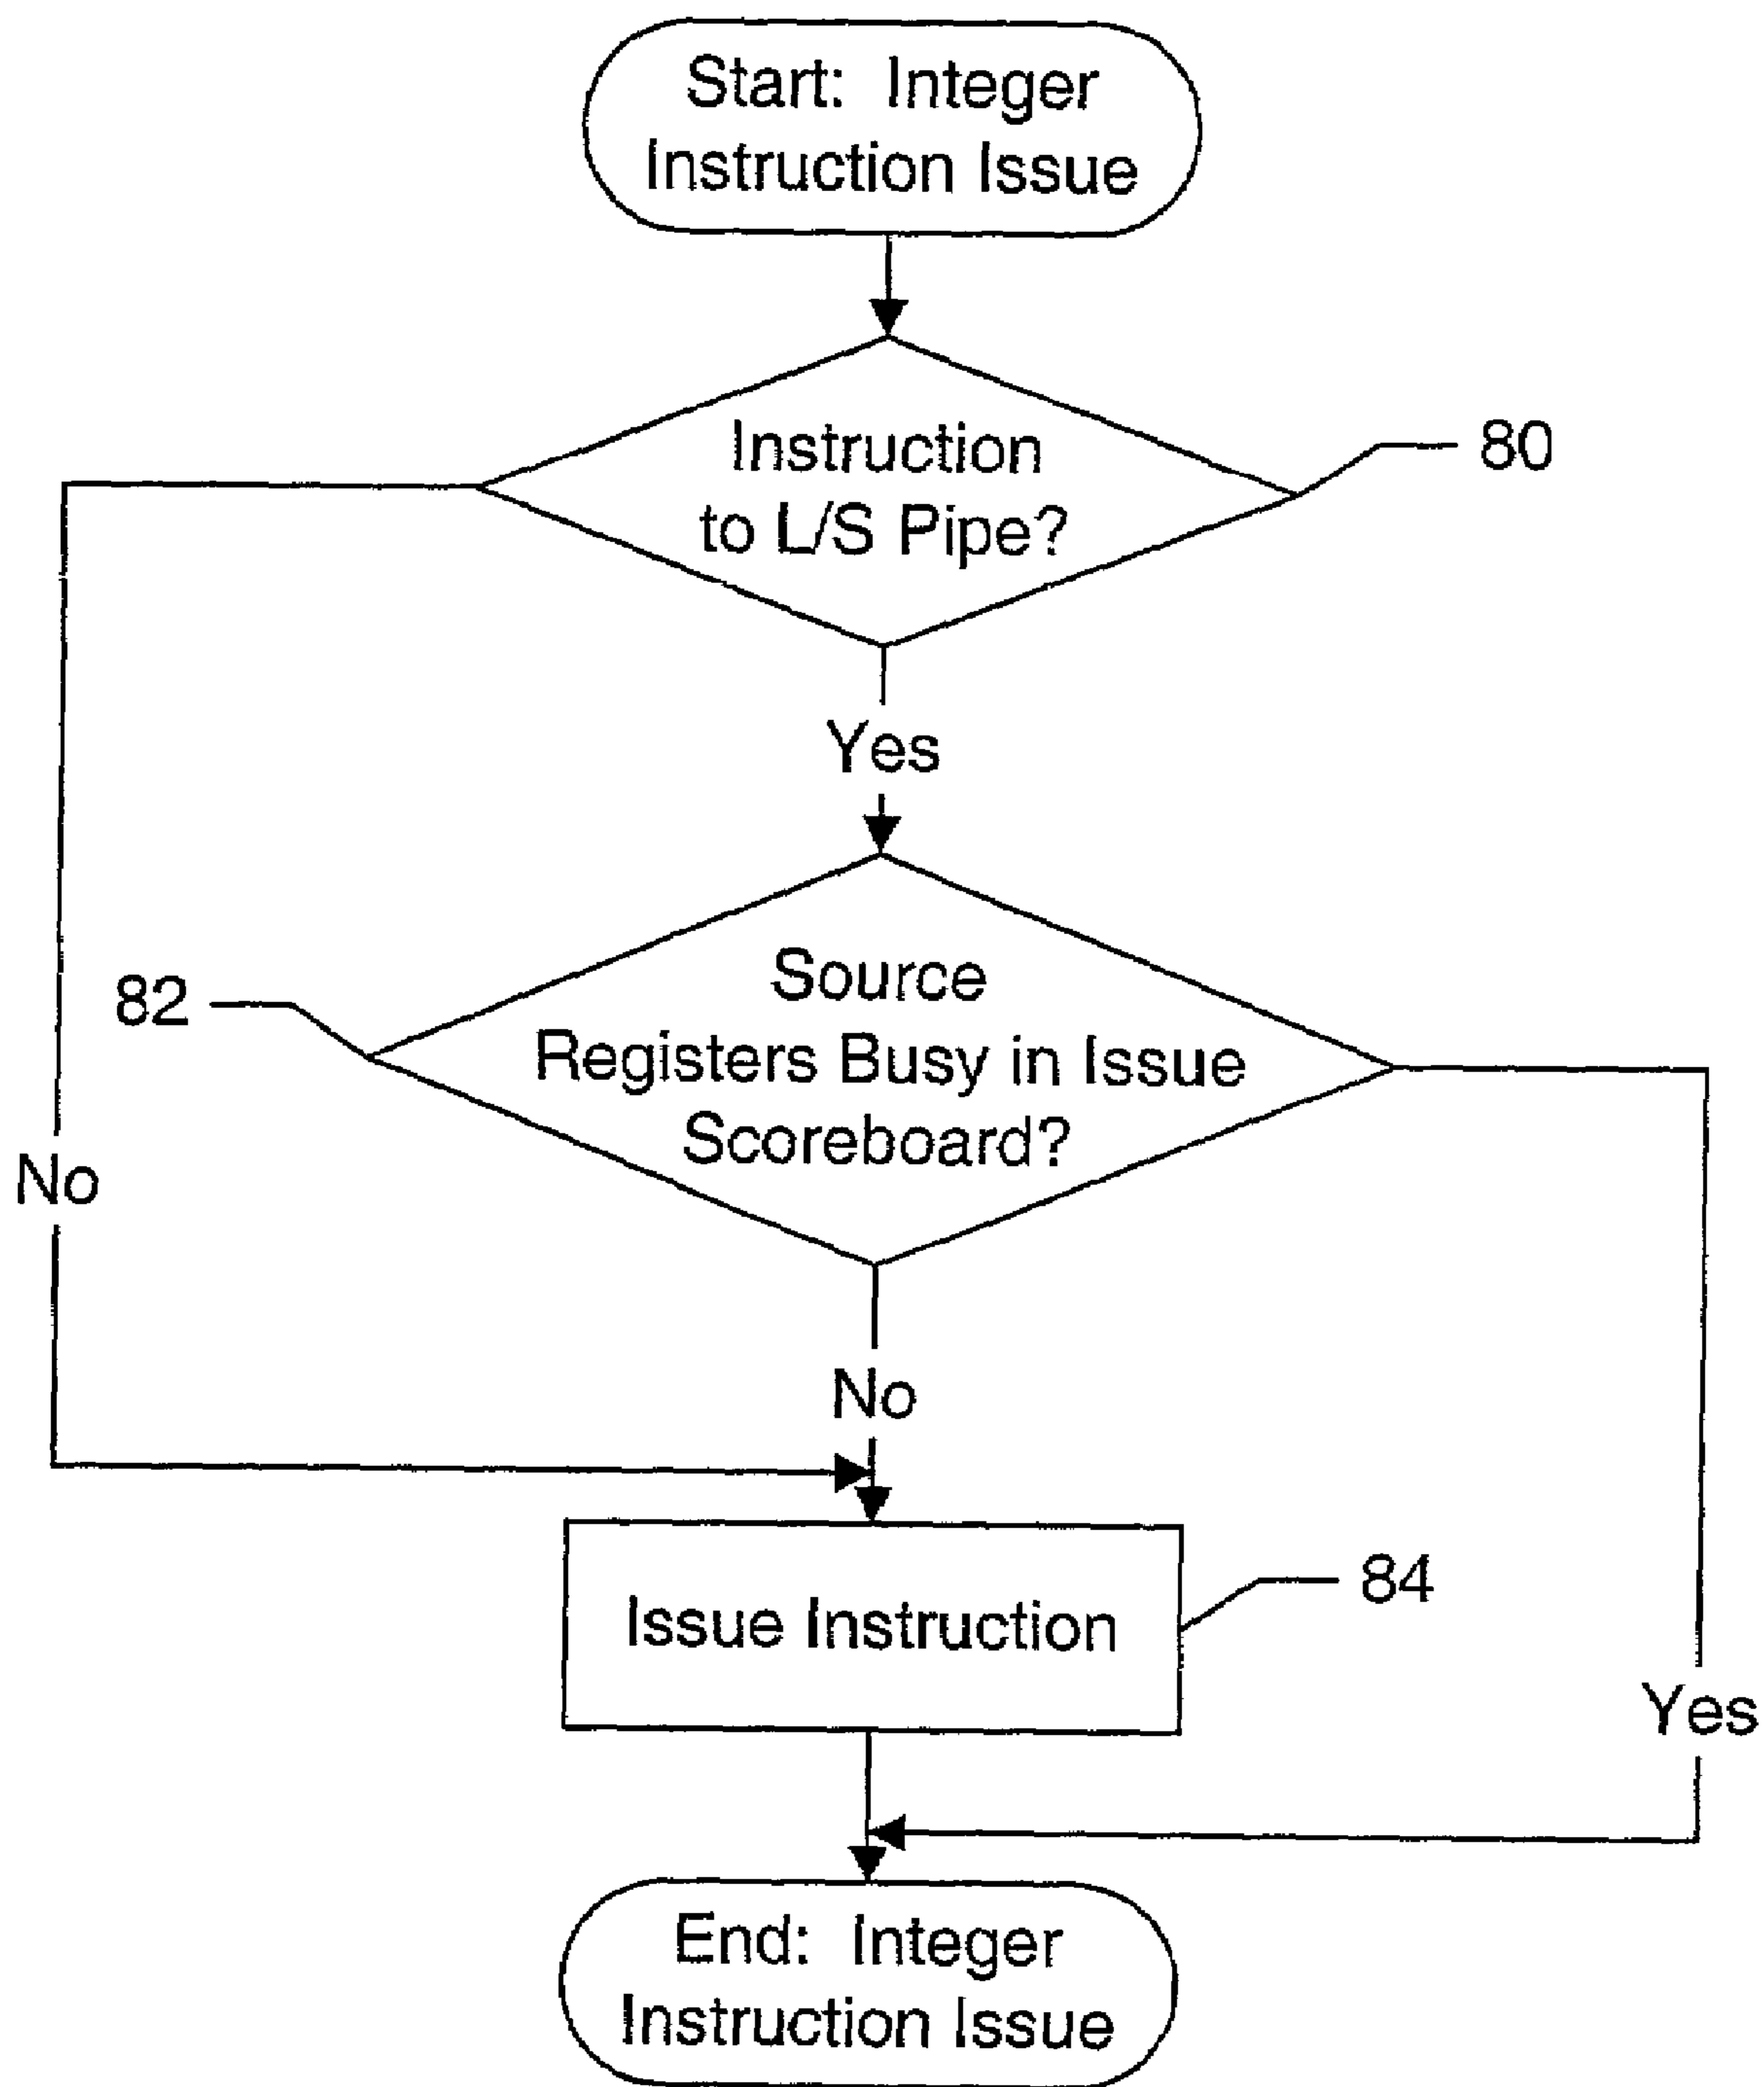 Start: Integer
Instruction Issue
Instruction
to L/S Pipe?
80
Yes
Source
Registers Busy in Issue
Scoreboard?
82
No
No
Issue Instruction
84
Yes
End: Integer
Instruction Issue